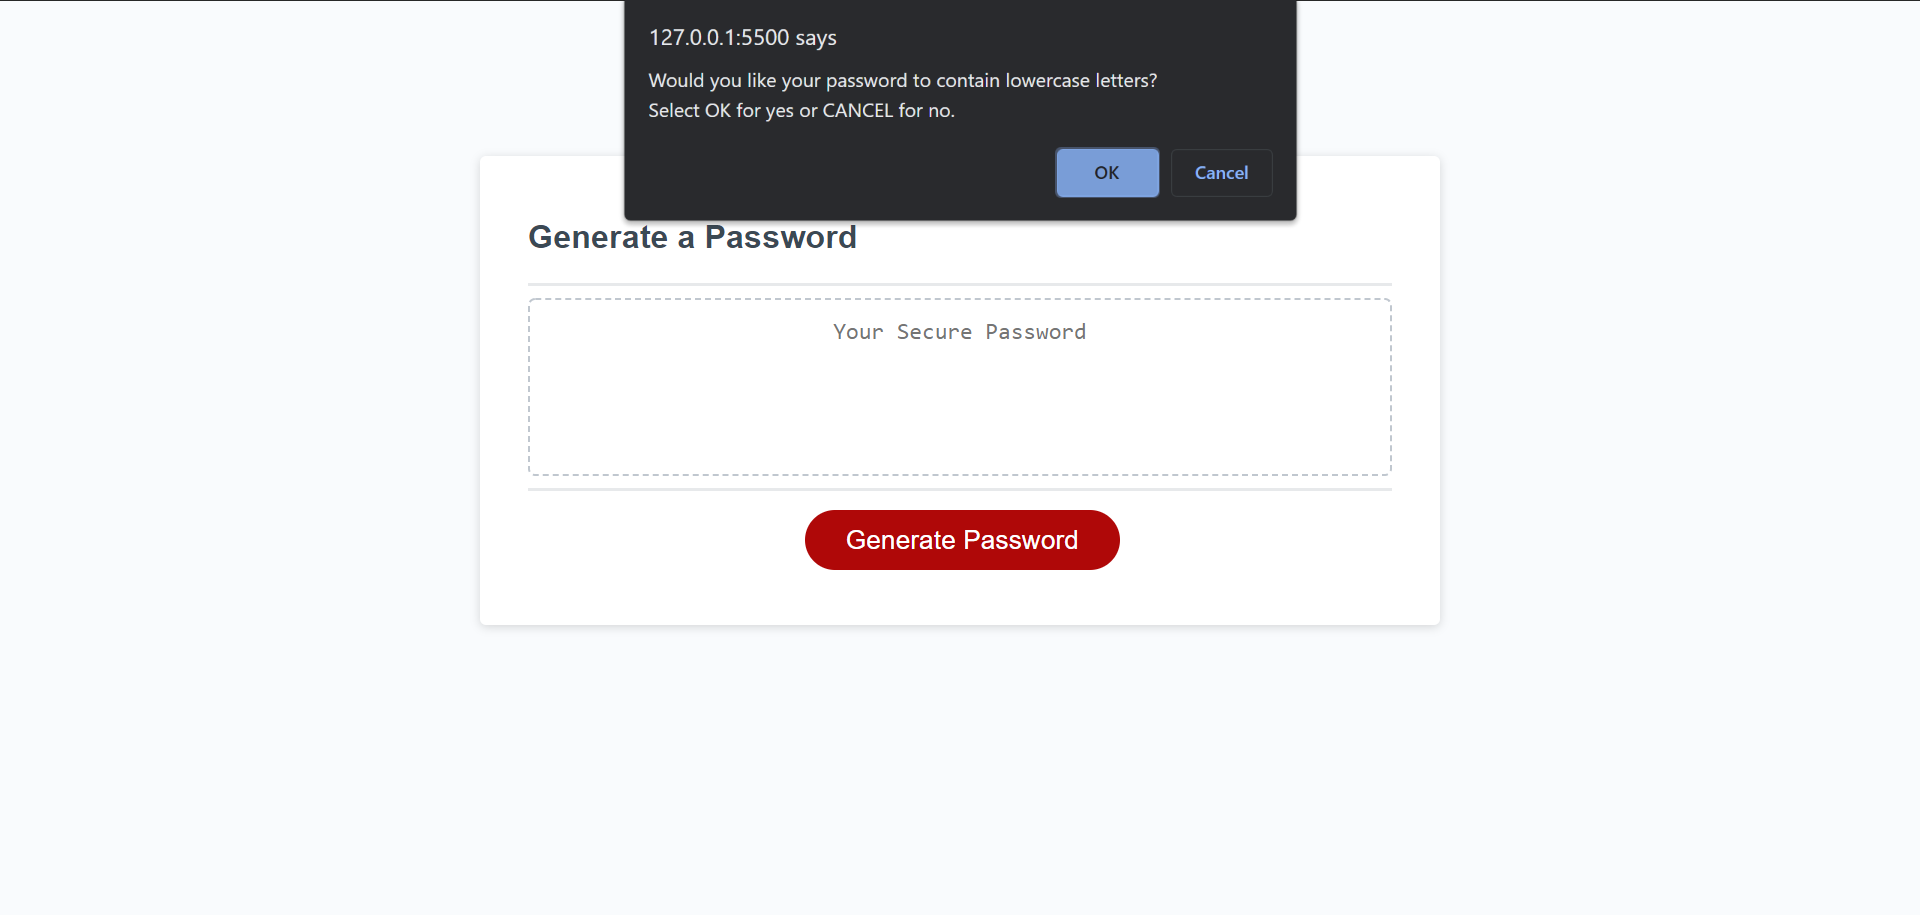 127.0.0.1:5500 says
Would you like your password to contain lowercase letters?
Select OK for yes or CANCEL for no.
OK Cancel
Generate a Password
Your Secure Password
Generate Password